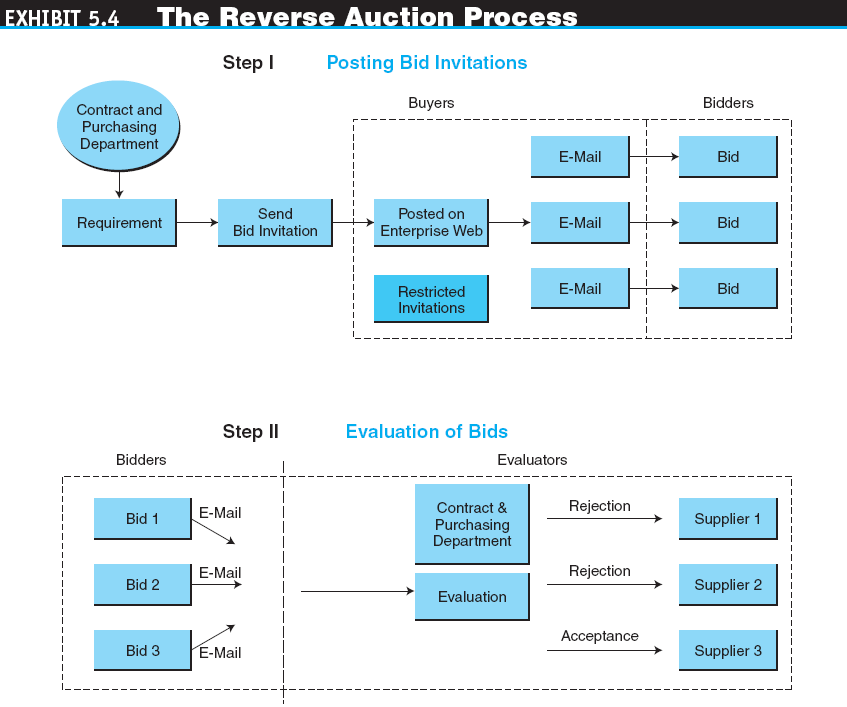 EXHIBIT 5.4 The Reverse Auction Process
Step I Posting Bid Invitations
Buyers
Bidders
Contract and
Purchasing
Department
Requirement
Send
Bid Invitation
Posted on
Enterprise Web
Restricted
Invitations
E-Mail
Bid
E-Mail
Bid
E-Mail
Bid
Step II Evaluation of Bids
Bidders
Evaluators
Bid 1
E-Mail
Bid 2
E-Mail
Bid 3
E-Mail
Contract &
Purchasing
Department
Evaluation
Rejection
Supplier 1
Rejection
Supplier 2
Acceptance
Supplier 3